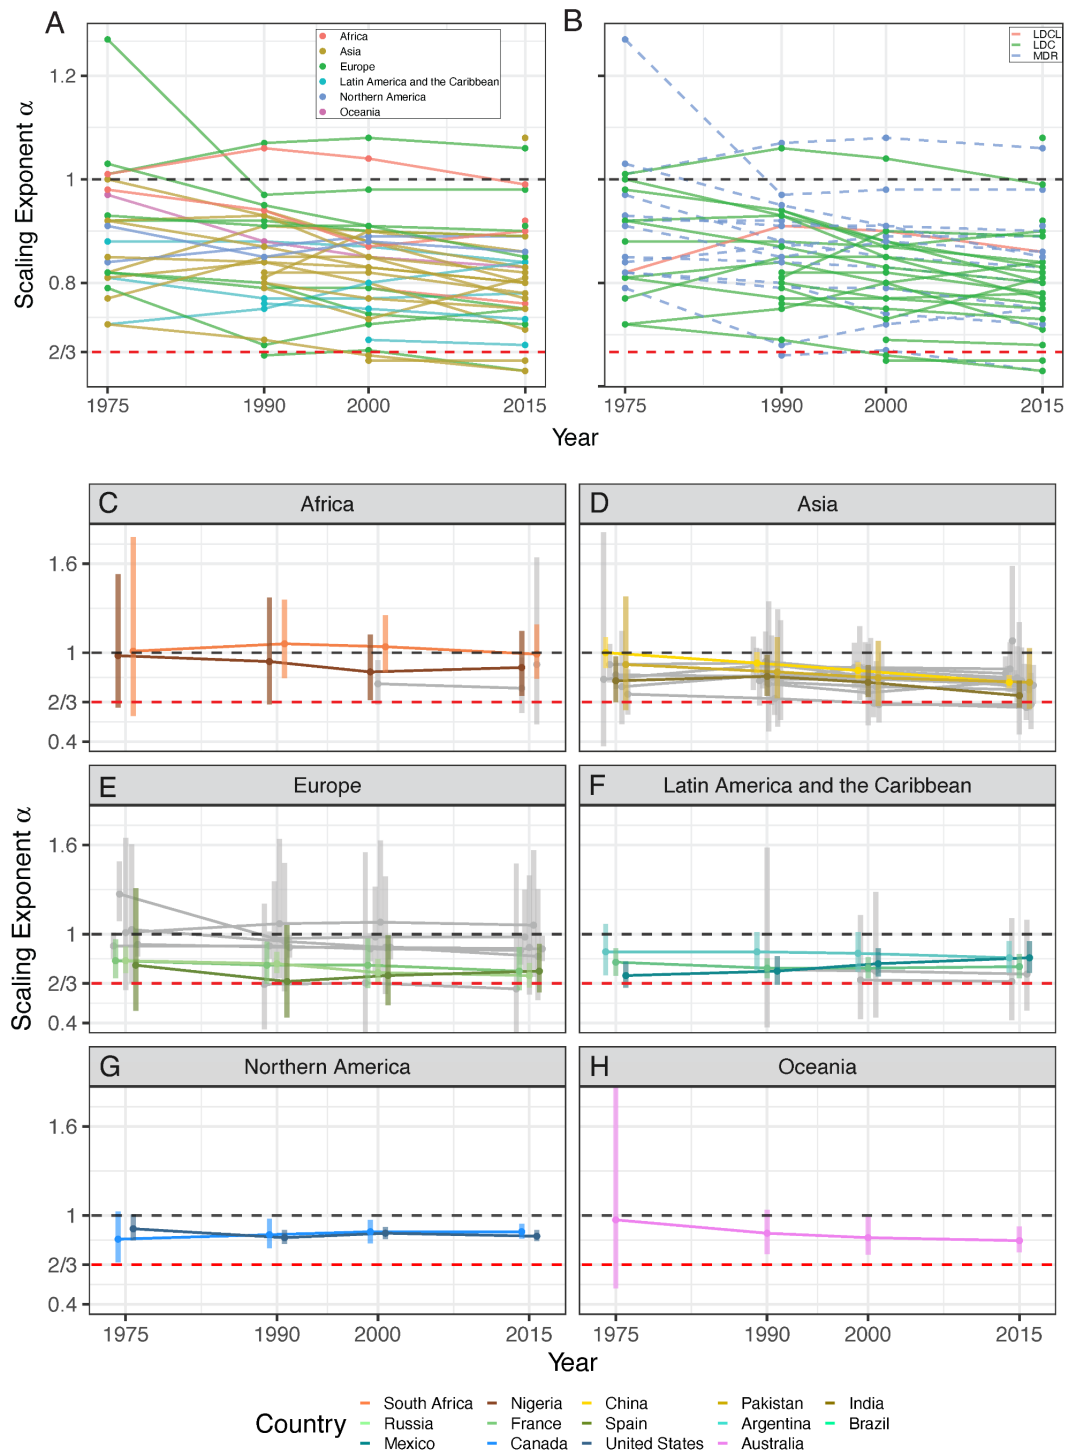 A
B
Africa
Asia
Europe
Latin America and the Caribbean
Northern America
Oceania
LDCL
LDC
MDR
Scaling Exponent α
1.2
1
0.8
2/3
1975 1990 2000 2015
1975 1990 2000 2015
Year
C Africa
D Asia
1.6
1
2/3
0.4
E Europe
F Latin America and the Caribbean
Scaling Exponent α
1.6
1
2/3
0.4
G Northern America
H Oceania
1.6
1
2/3
0.4
1975 1990 2000 2015
1975 1990 2000 2015
Year
Country
South Africa Nigeria China Pakistan India
Russia France Spain Argentina Brazil
Mexico Canada United States Australia